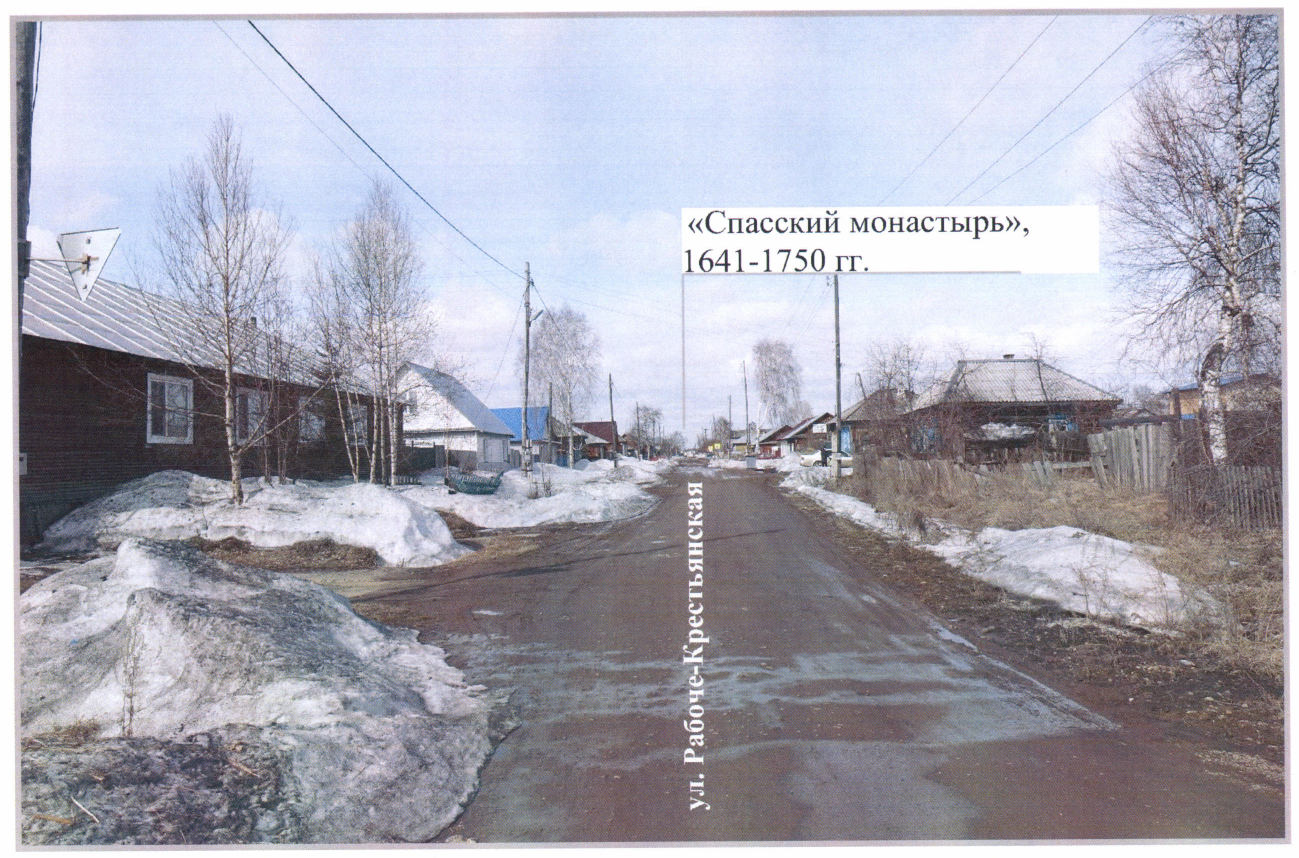 «Спасский монастырь»,
1641-1750 гг.
ул. Рабоче-Крестьянская